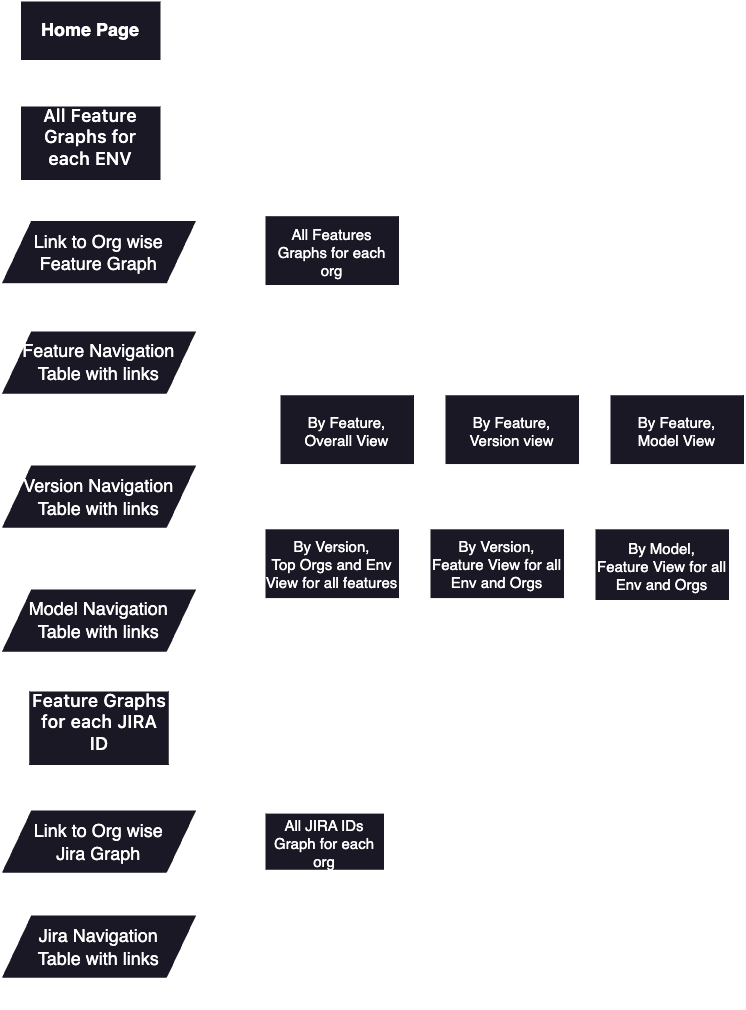 Home Page
All Feature
Graphs for
each ENV
Link to Org wise
Feature Graph
All Features
Graphs for each
org
Feature Navigation
Table with links
By Feature,
Overall View
By Feature,
Version view
By Feature,
Model View
Version Navigation
Table with links
By Version,
Top Orgs and Env
View for all features
By Version,
Feature View for all
Env and Orgs
By Model,
Feature View for all
Env and Orgs
Model Navigation
Table with links
Feature Graphs
for each JIRA
ID
Link to Org wise
Jira Graph
All JIRA IDs
Graph for each
org
Jira Navigation
Table with links